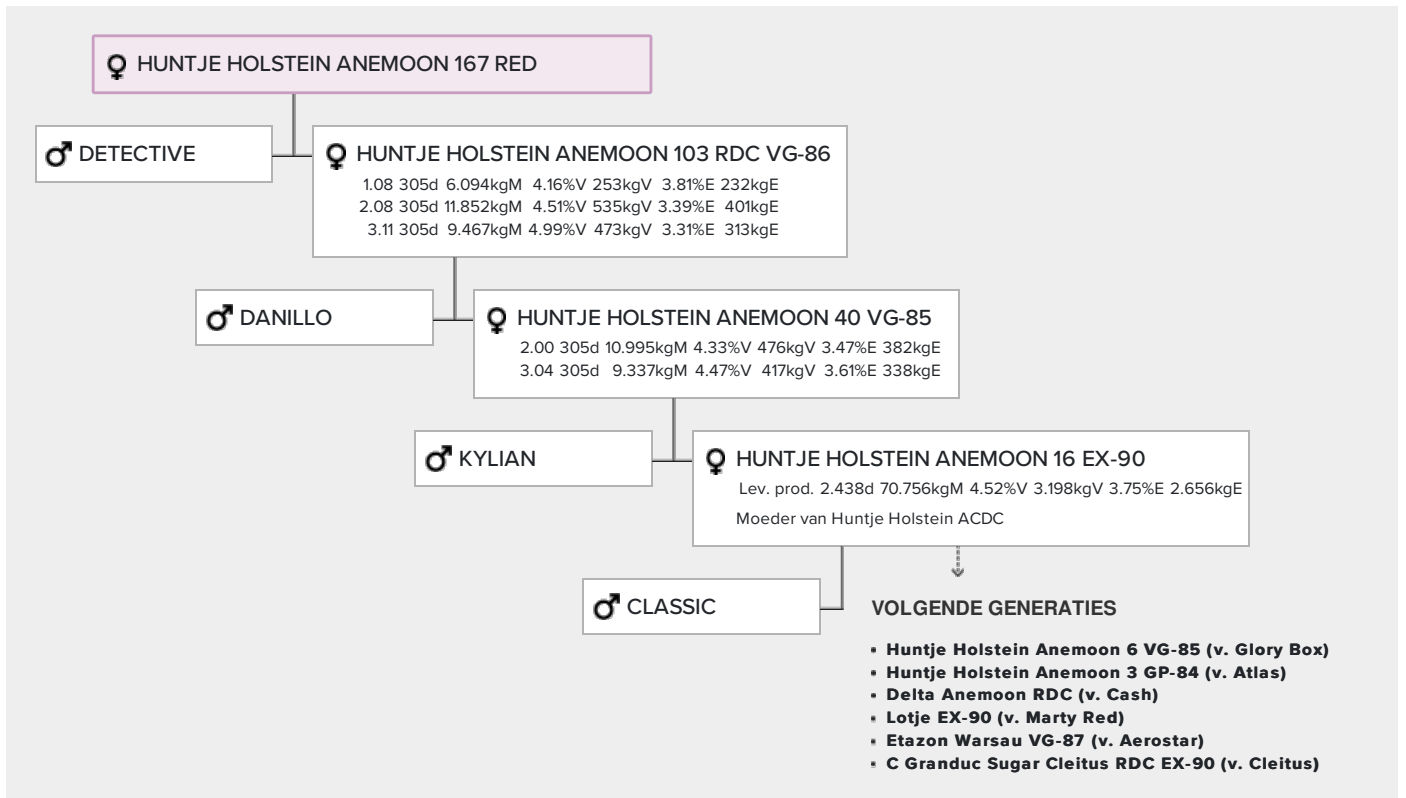 HUNTJE HOLSTEIN ANEMOON 167 RED
DETECTIVE
HUNTJE HOLSTEIN ANEMOON 103 RDC VG-86
1.08 305d 6.094kgM 4.16%V 253kgV 3.81%E 232kgE
2.08 305d 11.852kgM 4.51%V 535kgV 3.39%E 401kgE
3.11 305d 9.467kgM 4.99%V 473kgV 3.31%E 313kgE
DANILLO
HUNTJE HOLSTEIN ANEMOON 40 VG-85
2.00 305d 10.995kgM 4.33%V 476kgV 3.47%E 382kgE
3.04 305d 9.337kgM 4.47%V 417kgV 3.61%E 338kgE
KYLIAN
HUNTJE HOLSTEIN ANEMOON 16 EX-90
Lev. prod. 2.438d 70.756kgM 4.52%V 3.198kgV 3.75%E 2.656kgE
Moeder van Huntje Holstein ACDC
CLASSIC
VOLGENDE GENERATIES
▪ Huntje Holstein Anemoon 6 VG-85 (v. Glory Box)
▪ Huntje Holstein Anemoon 3 GP-84 (v. Atlas)
▪ Delta Anemoon RDC (v. Cash)
▪ Lotje EX-90 (v. Marty Red)
▪ Etazon Warsau VG-87 (v. Aerostar)
▪ C Granduc Sugar Cleitus RDC EX-90 (v. Cleitus)